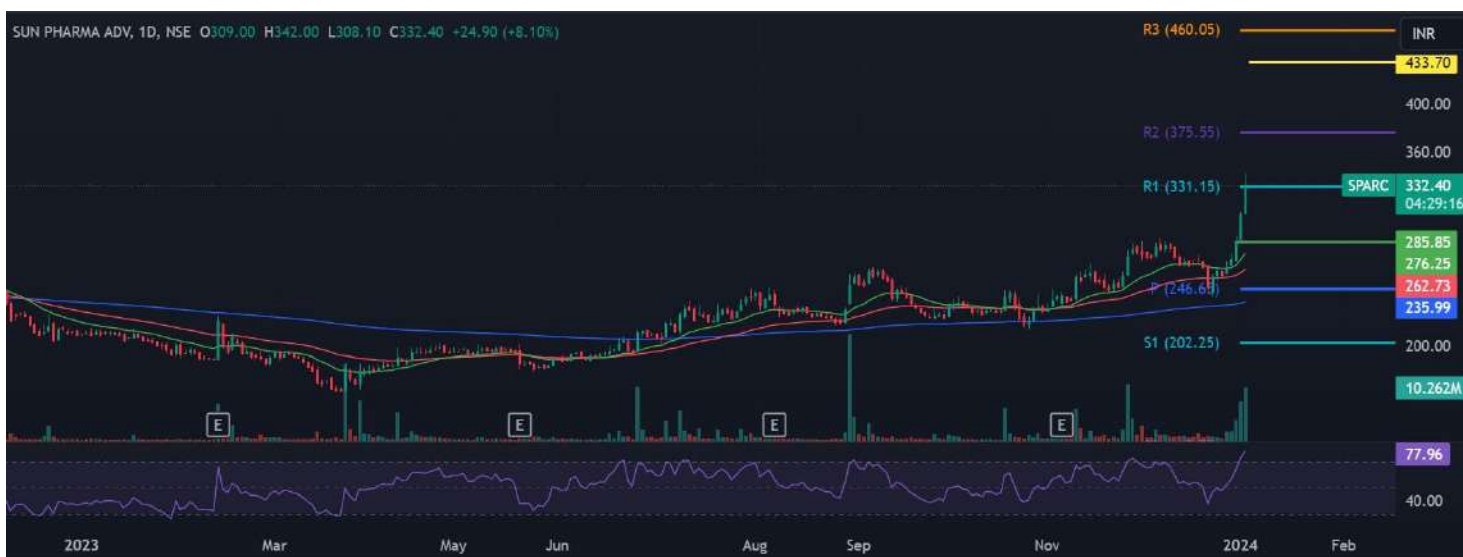 SUN PHARMA ADV, 1D, NSE O309.00 H342.00 L308.10 C332.40 +24.90 (+8.10%)
R3 (460.05)
INR
433.70
400.00
R2 (375.55)
360.00
R1 (331.15)
SPARC 332.40
04:29:16
285.85
276.25
262.73
P (246.65)
235.99
S1 (202.25)
200.00
10.262M
E E E E
77.96
40.00
2023 Mar May Jun Aug Sep Nov 2024 Feb